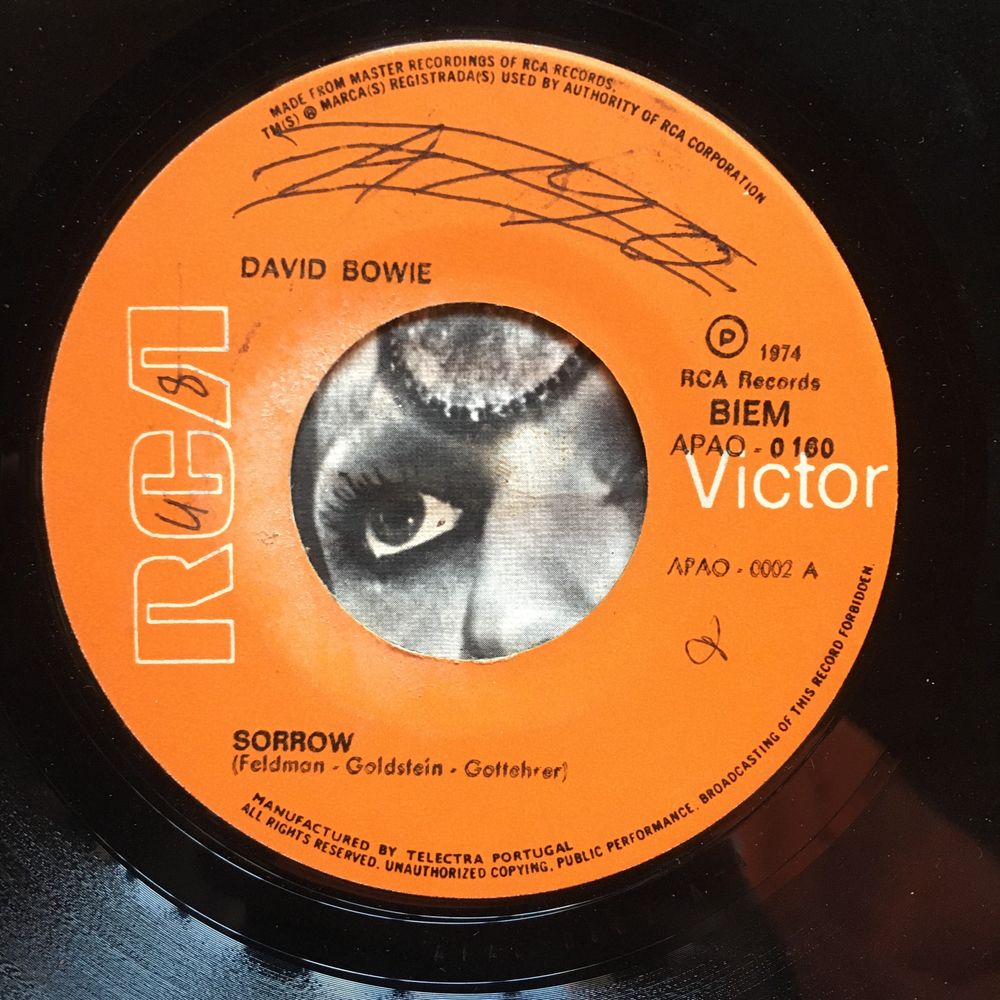 MADE FROM MASTER RECORDINGS OF RCA RECORDS.
TM(S) ® MARCA(S) REGISTRADA(S) USED BY AUTHORITY OF RCA CORPORATION
DAVID BOWIE
RCA
48
Ⓟ 1974
RCA Records
BIEM
APAO - 0160
Victor
APAO - 0002 A
SORROW
(Feldman - Goldstein - Gottehrer)
MANUFACTURED BY TELECTRA PORTUGAL
ALL RIGHTS RESERVED. UNAUTHORIZED COPYING, PUBLIC PERFORMANCE. BROADCASTING OF THIS RECORD FORBIDDEN.